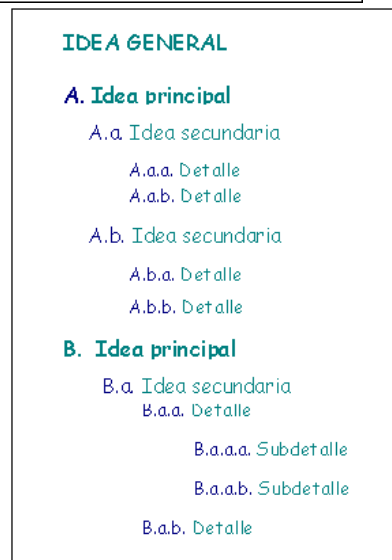 IDEA GENERAL
A. Idea principal
A.a. Idea secundaria
A.a.a. Detalle
A.a.b. Detalle
A.b. Idea secundaria
A.b.a. Detalle
A.b.b. Detalle
B. Idea principal
B.a. Idea secundaria
B.a.a. Detalle
B.a.a.a. Subdetalle
B.a.a.b. Subdetalle
B.a.b. Detalle